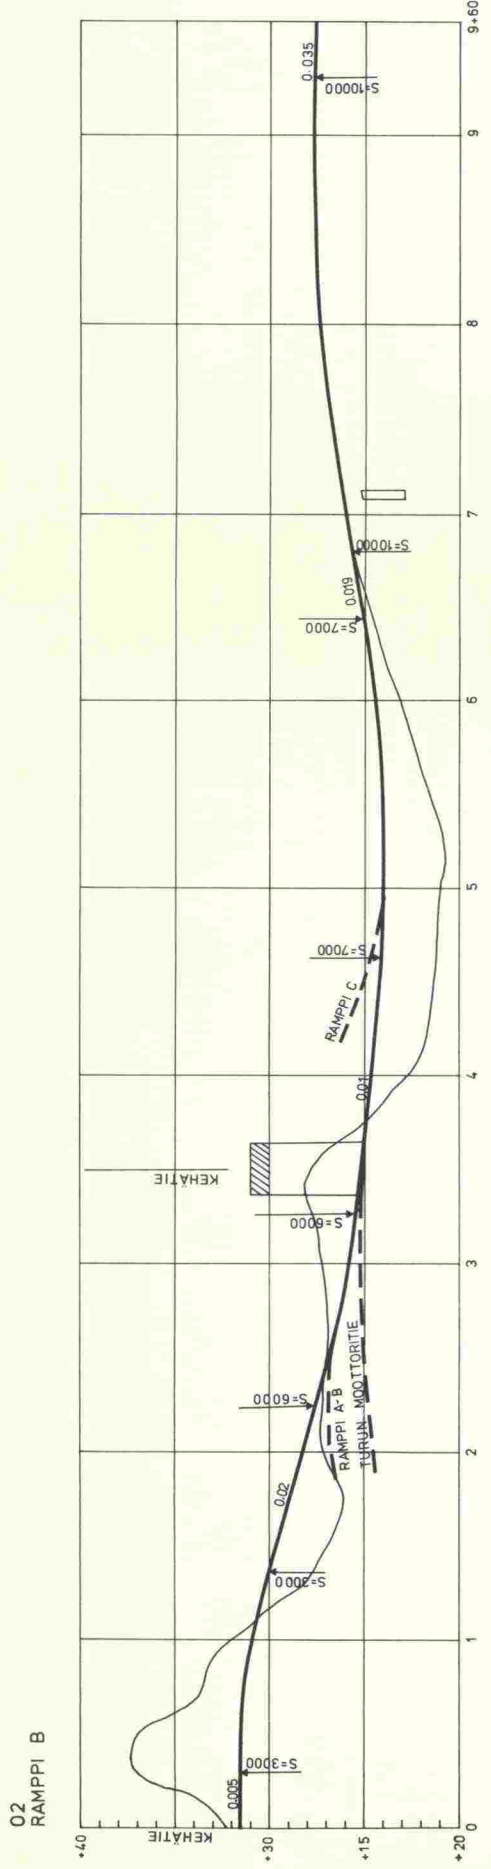 02
RAMPPI B
+40
+30
+15
+20
KEHÄTIE
0.005
S=3000
S=3000
0.02
S=6000
RAMPPI A-B
TURUN MOOTTORITIE
S=6000
KEHÄTIE
0.01
RAMPPI C
S=7000
S=7000
0.019
S=10000
S=10000
0.035
0
1
2
3
4
5
6
7
8
9
9+60